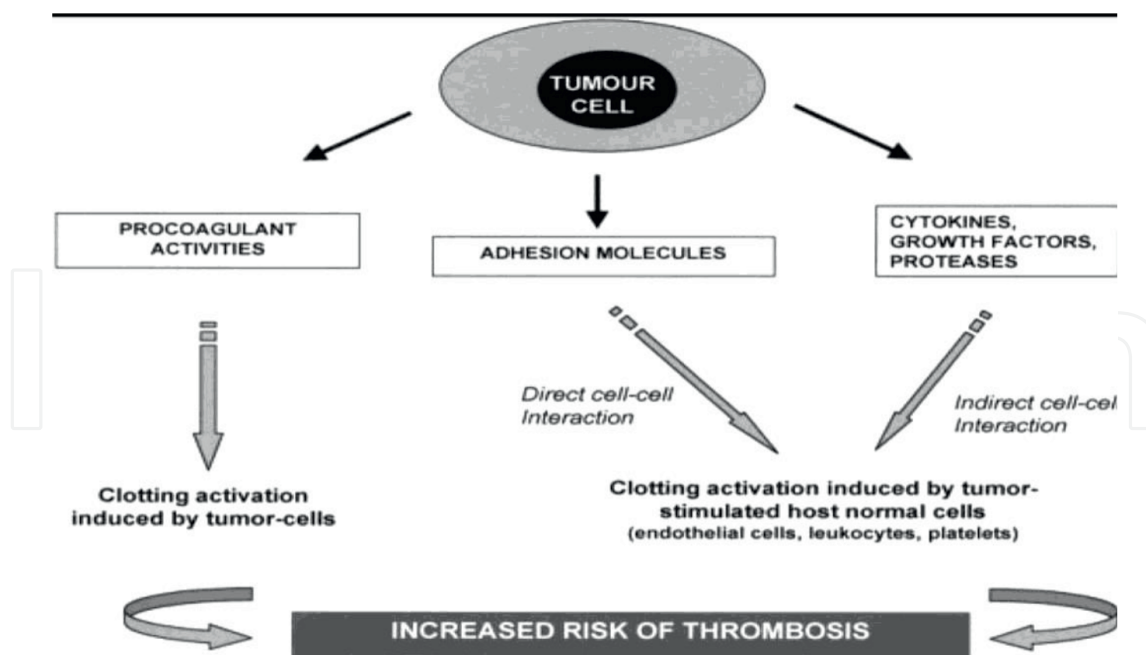 TUMOUR
CELL
PROCOAGULANT
ACTIVITIES
ADHESION MOLECULES
CYTOKINES,
GROWTH FACTORS,
PROTEASES
Direct cell-cell
Interaction
Indirect cell-cel
Interaction
Clotting activation
induced by tumor-cells
Clotting activation induced by tumor-
stimulated host normal cells
(endothelial cells, leukocytes, platelets)
INCREASED RISK OF THROMBOSIS